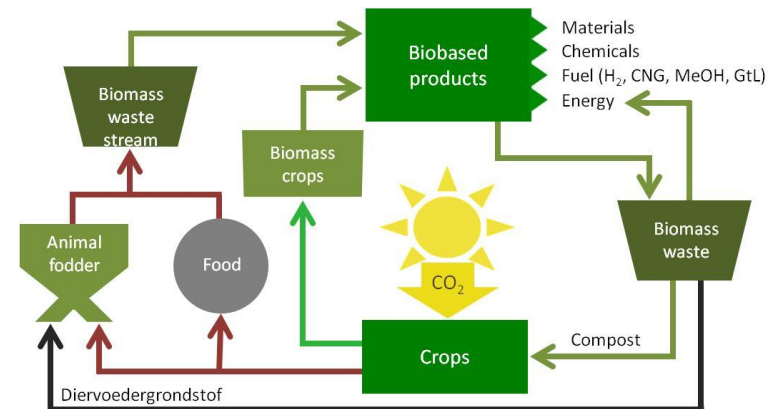 Biobased
products
Materials
Chemicals
Fuel (H₂, CNG, MeOH, GtL)
Energy
Biomass
waste
stream
Biomass
crops
Animal
fodder
Food
CO₂
Biomass
waste
Crops
Compost
Diervoedergrondstof